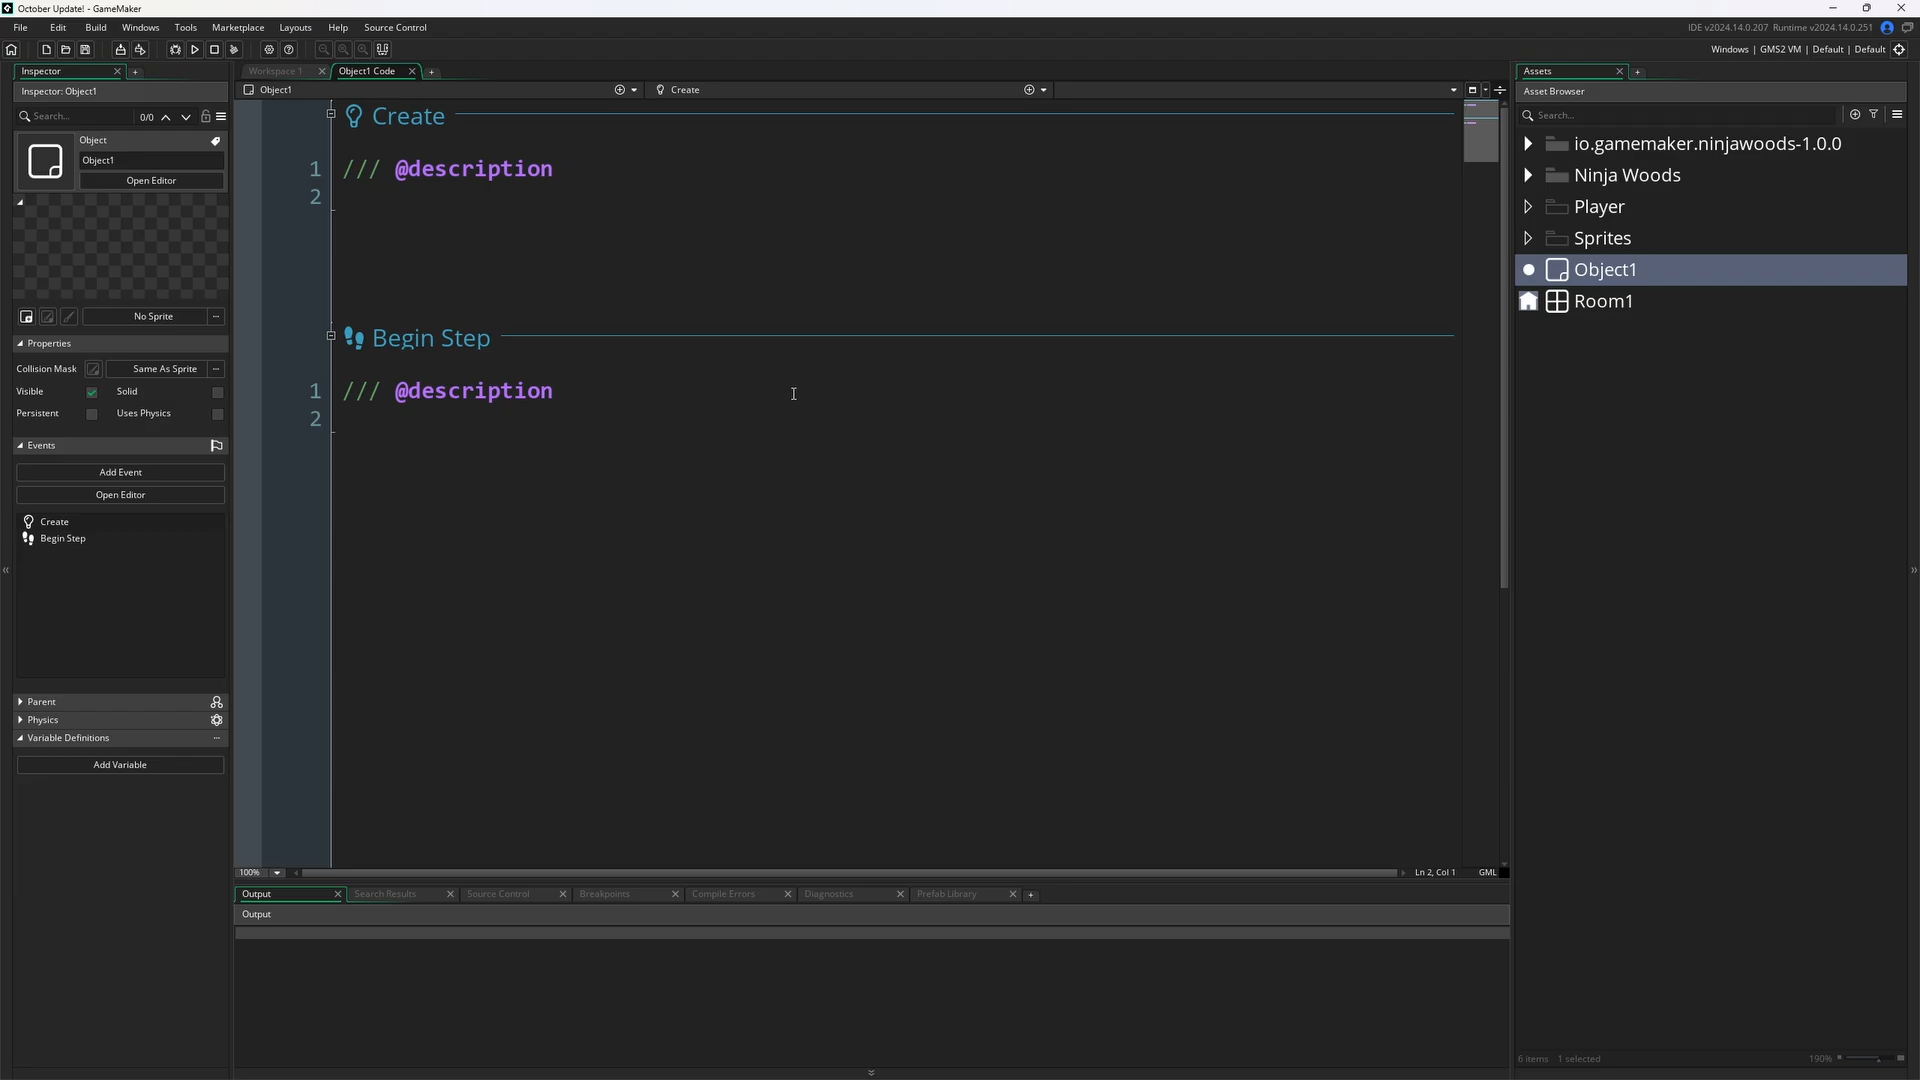 October Update! - GameMaker
File Edit Build Windows Tools Marketplace Layouts Help Source Control
IDE v2024.14.0.207 Runtime v2024.14.0.251
Windows | GMS2 VM | Default | Default
Inspector
Workspace 1
Object1 Code
Assets
Inspector: Object1
Object1
Create
Asset Browser
Search...
0/0
Search...
Object
Object1
Open Editor
No Sprite
Properties
Collision Mask
Same As Sprite
Visible
Solid
Persistent
Uses Physics
Events
Add Event
Open Editor
Create
Begin Step
Parent
Physics
Variable Definitions
Add Variable
Create
1 /// @description
2
Begin Step
1 /// @description
2
100%
Ln 2, Col 1
GML
Output
Search Results
Source Control
Breakpoints
Compile Errors
Diagnostics
Prefab Library
Output
io.gamemaker.ninjawoods-1.0.0
Ninja Woods
Player
Sprites
Object1
Room1
6 items 1 selected
190%